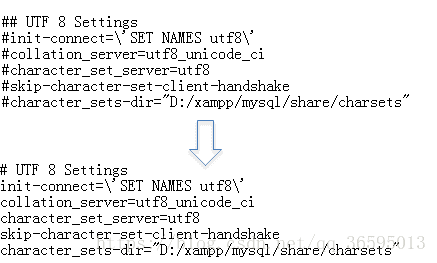 ## UTF 8 Settings
#init-connect=\'SET NAMES utf8\'
#collation_server=utf8_unicode_ci
#character_set_server=utf8
#skip-character-set-client-handshake
#character_sets-dir="D:/xampp/mysql/share/charsets"
# UTF 8 Settings
init-connect=\'SET NAMES utf8\'
collation_server=utf8_unicode_ci
character_set_server=utf8
skip-character-set-client-handshake
character_sets-dir="D:/xampp/mysql/share/charsets"